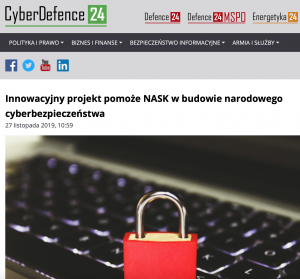 CyberDefence 24
Defence 24 Defence 24 MSPO Energetyka 24
POLITYKA I PRAWO BIZNES I FINANSE BEZPIECZEŃSTWO INFORMACYJNE ARMIA I SŁUŻBY
Innowacyjny projekt pomoże NASK w budowie narodowego
cyberbezpieczeństwa
27 listopada 2019, 10:59